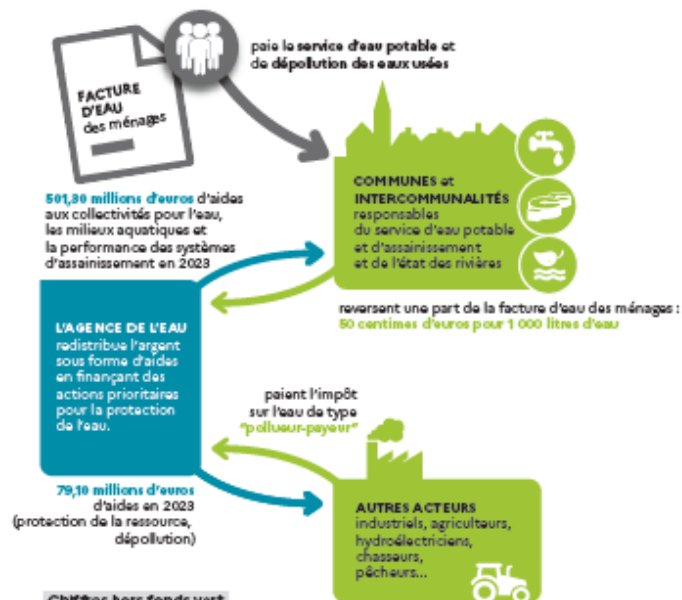 paie le service d'eau potable et
de dépollution des eaux usées
FACTURE
D'EAU
des ménages
COMMUNES et
INTERCOMMUNALITÉS
responsables
du service d'eau potable
et d'assainissement
et de l'état des rivières
501,30 millions d'euros d'aides
aux collectivités pour l'eau,
les milieux aquatiques et
la performance des systèmes
d'assainissement en 2023
reversent une part de la facture d'eau des ménages :
50 centimes d'euros pour 1 000 litres d'eau
L'AGENCE DE L'EAU
redistribue l'argent
sous forme d'aides
en finançant des
actions prioritaires
pour la protection
de l'eau.
paient l'impôt
sur l'eau de type
"pollueur-payeur"
79,10 millions d'euros
d'aides en 2023
(protection de la ressource,
dépollution)
AUTRES ACTEURS
industriels, agriculteurs,
hydroélectriciens,
chasseurs,
pêcheurs...
Chiffres hors fonds vert